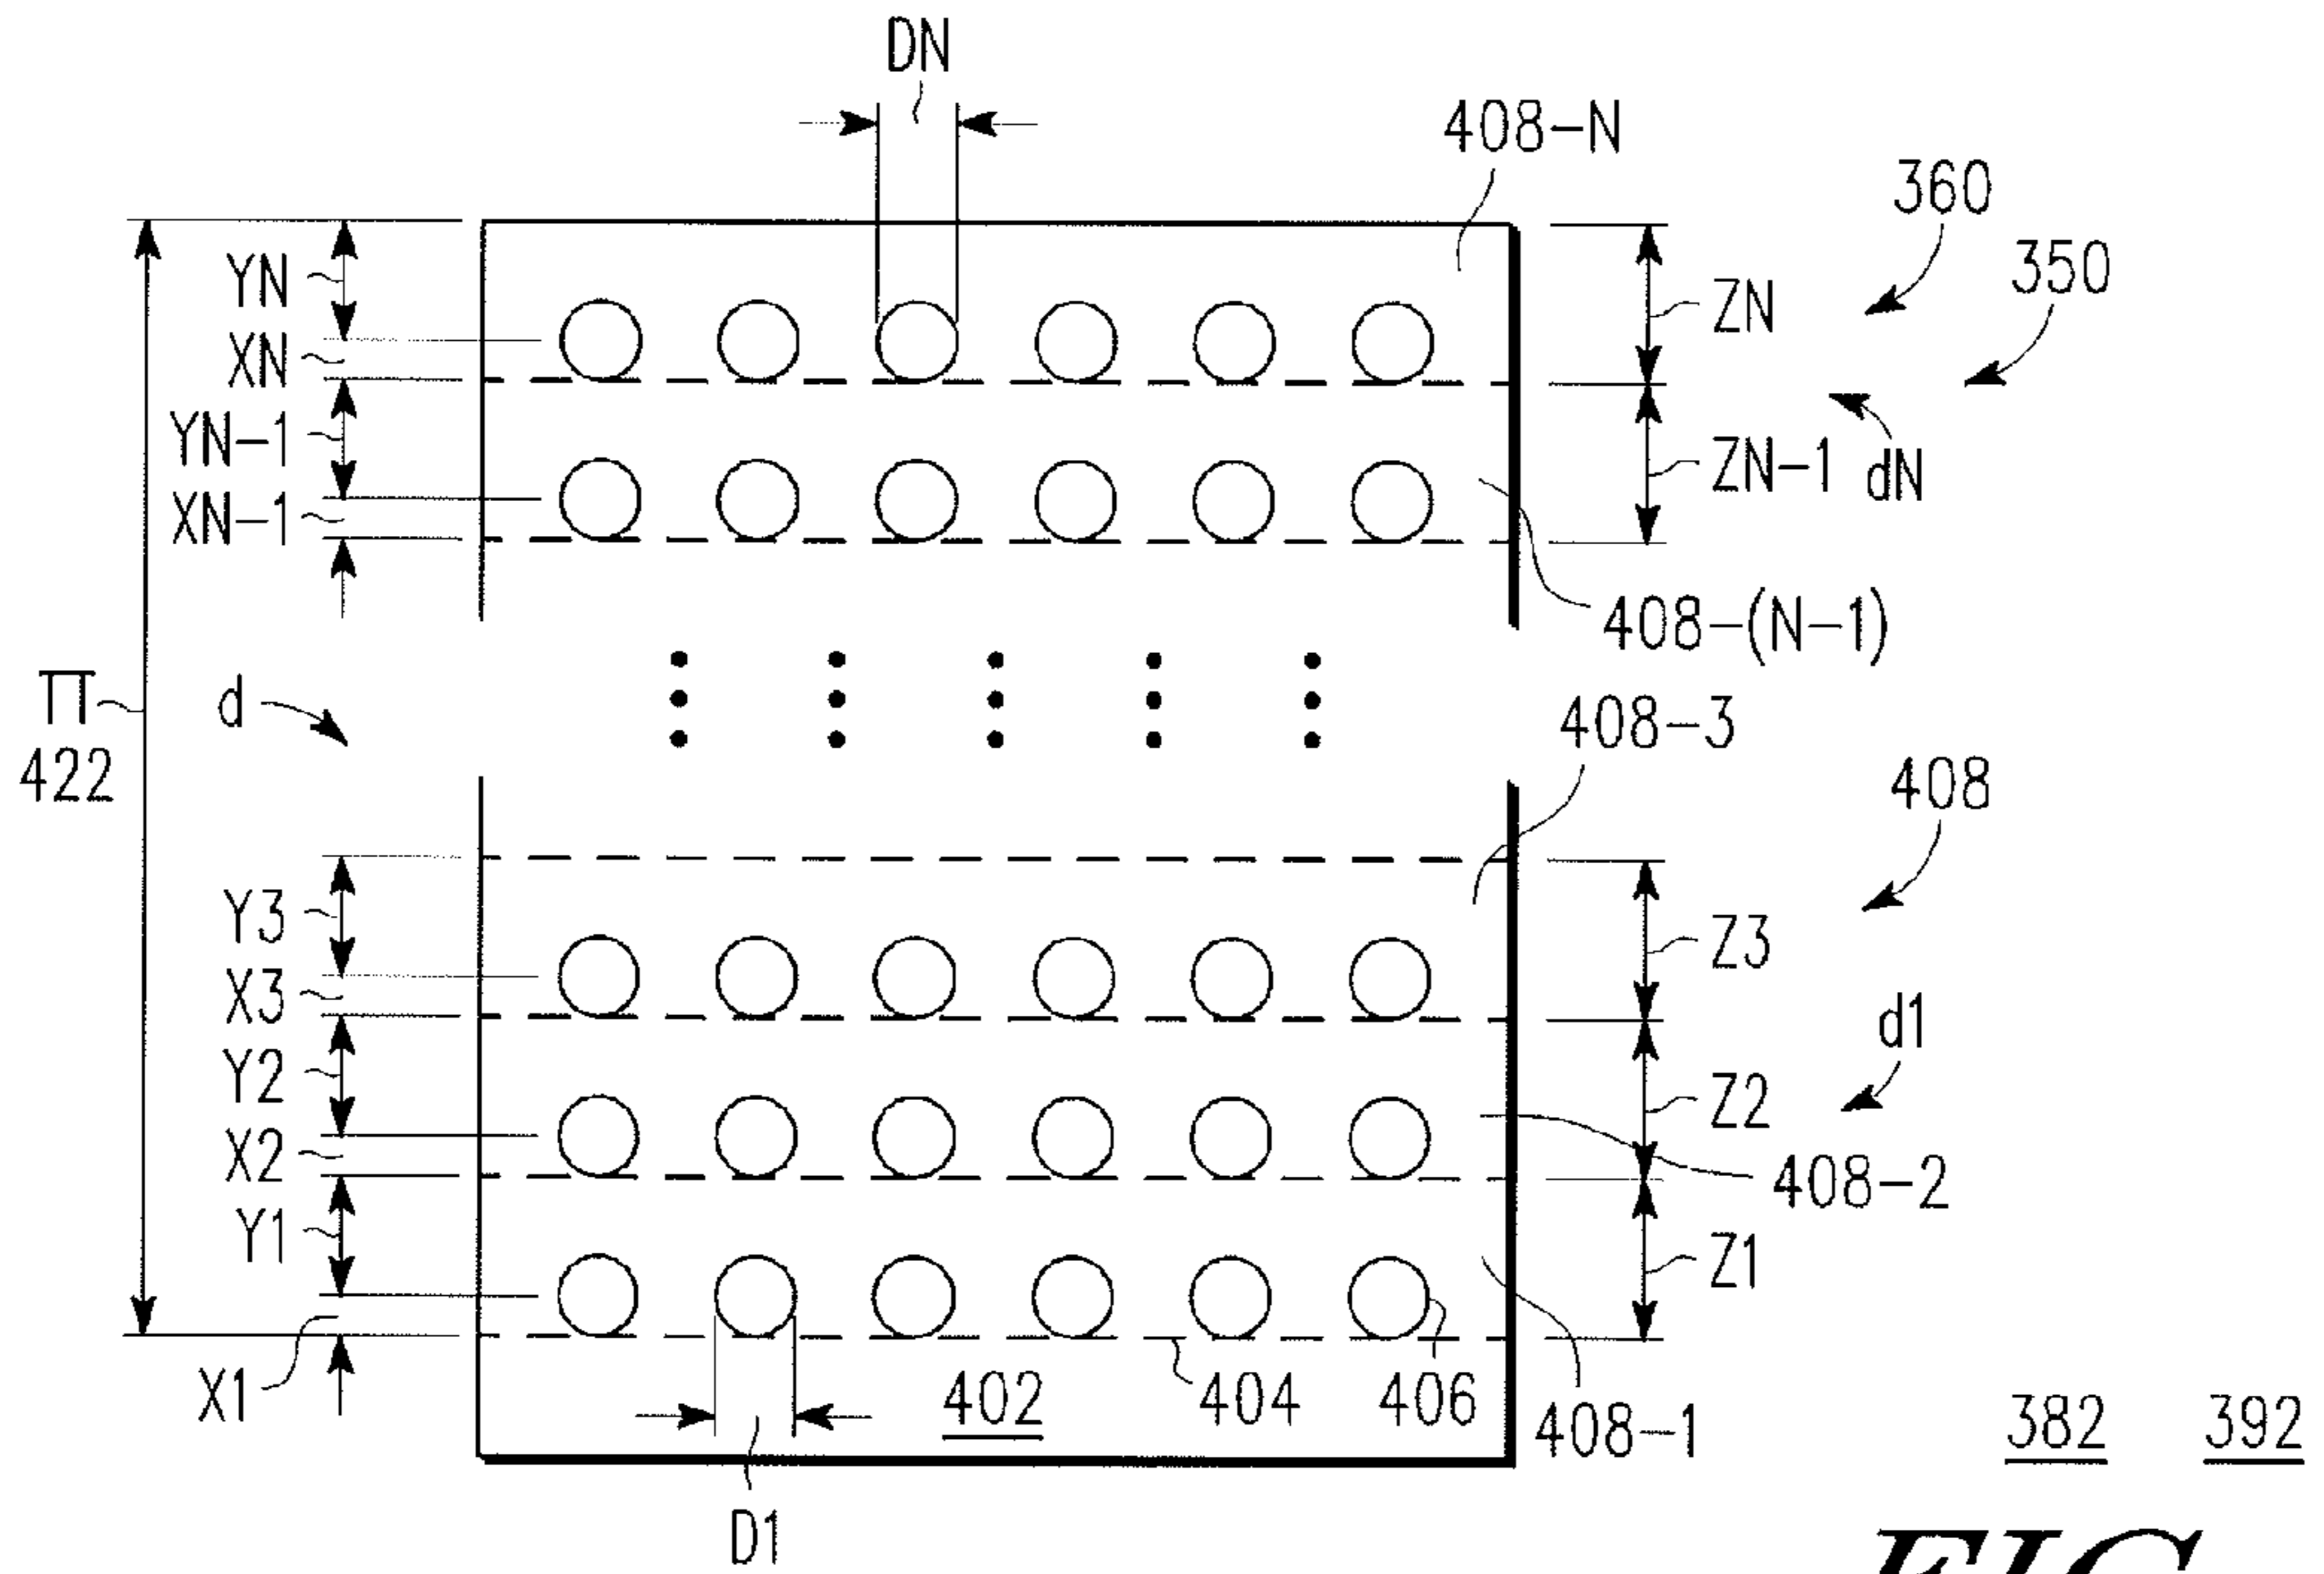 DN
408-N
360
350
YN
XN
ZN
YN-1
XN-1
ZN-1
dN
408-(N-1)
TT
422
d
408-3
408
Y3
X3
Z3
d1
Y2
X2
Z2
408-2
Y1
X1
Z1
402
404
406
408-1
D1
382
392
FIG